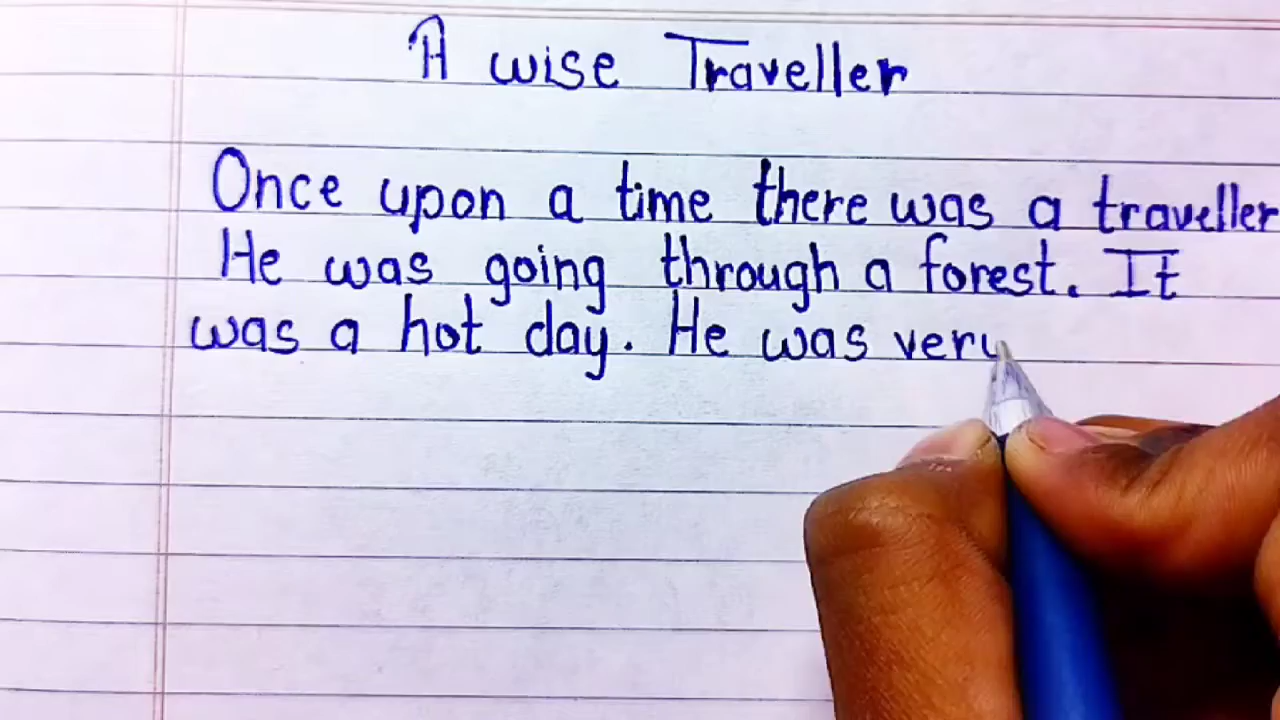 A wise Traveller
Once upon a time there was a traveller
He was going through a forest. It
was a hot day. He was very